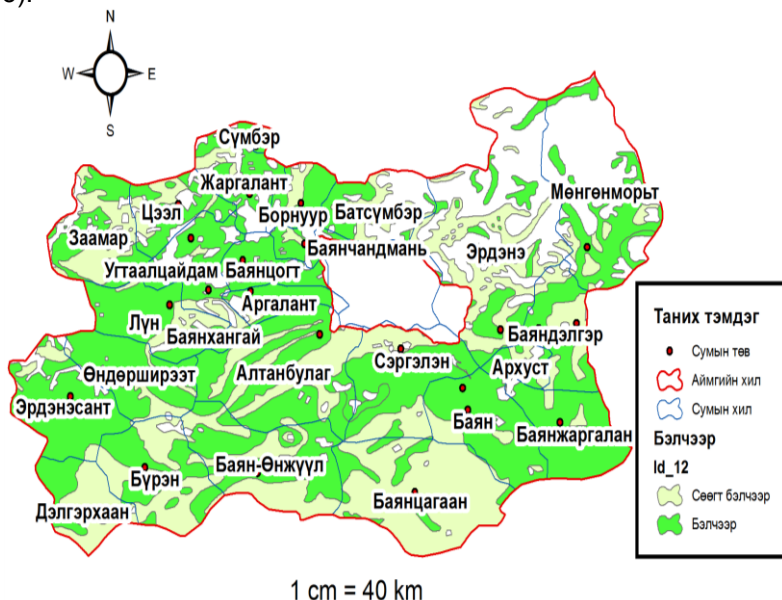 N
W E
S
Сүмбэр
Жаргалант
Мөнгөнморьт
Цээл
Борнуур
Батсүмбэр
Заамар
Баянчандмань
Эрдэнэ
Угтаалцайдам
Баянцогт
Аргалант
Лүн
Баянхангай
Баяндэлгэр
Сэргэлэн
Архуст
Өндөрширээт
Алтанбулаг
Эрдэнэсант
Баян
Баянжаргалан
Баян-Өнжүүл
Бүрэн
Баянцагаан
Дэлгэрхаан
Таних тэмдэг
Сумын төв
Аймгийн хил
Сумын хил
Бэлчээр
Id_12
Сөөгт бэлчээр
Бэлчээр
1 cm = 40 km